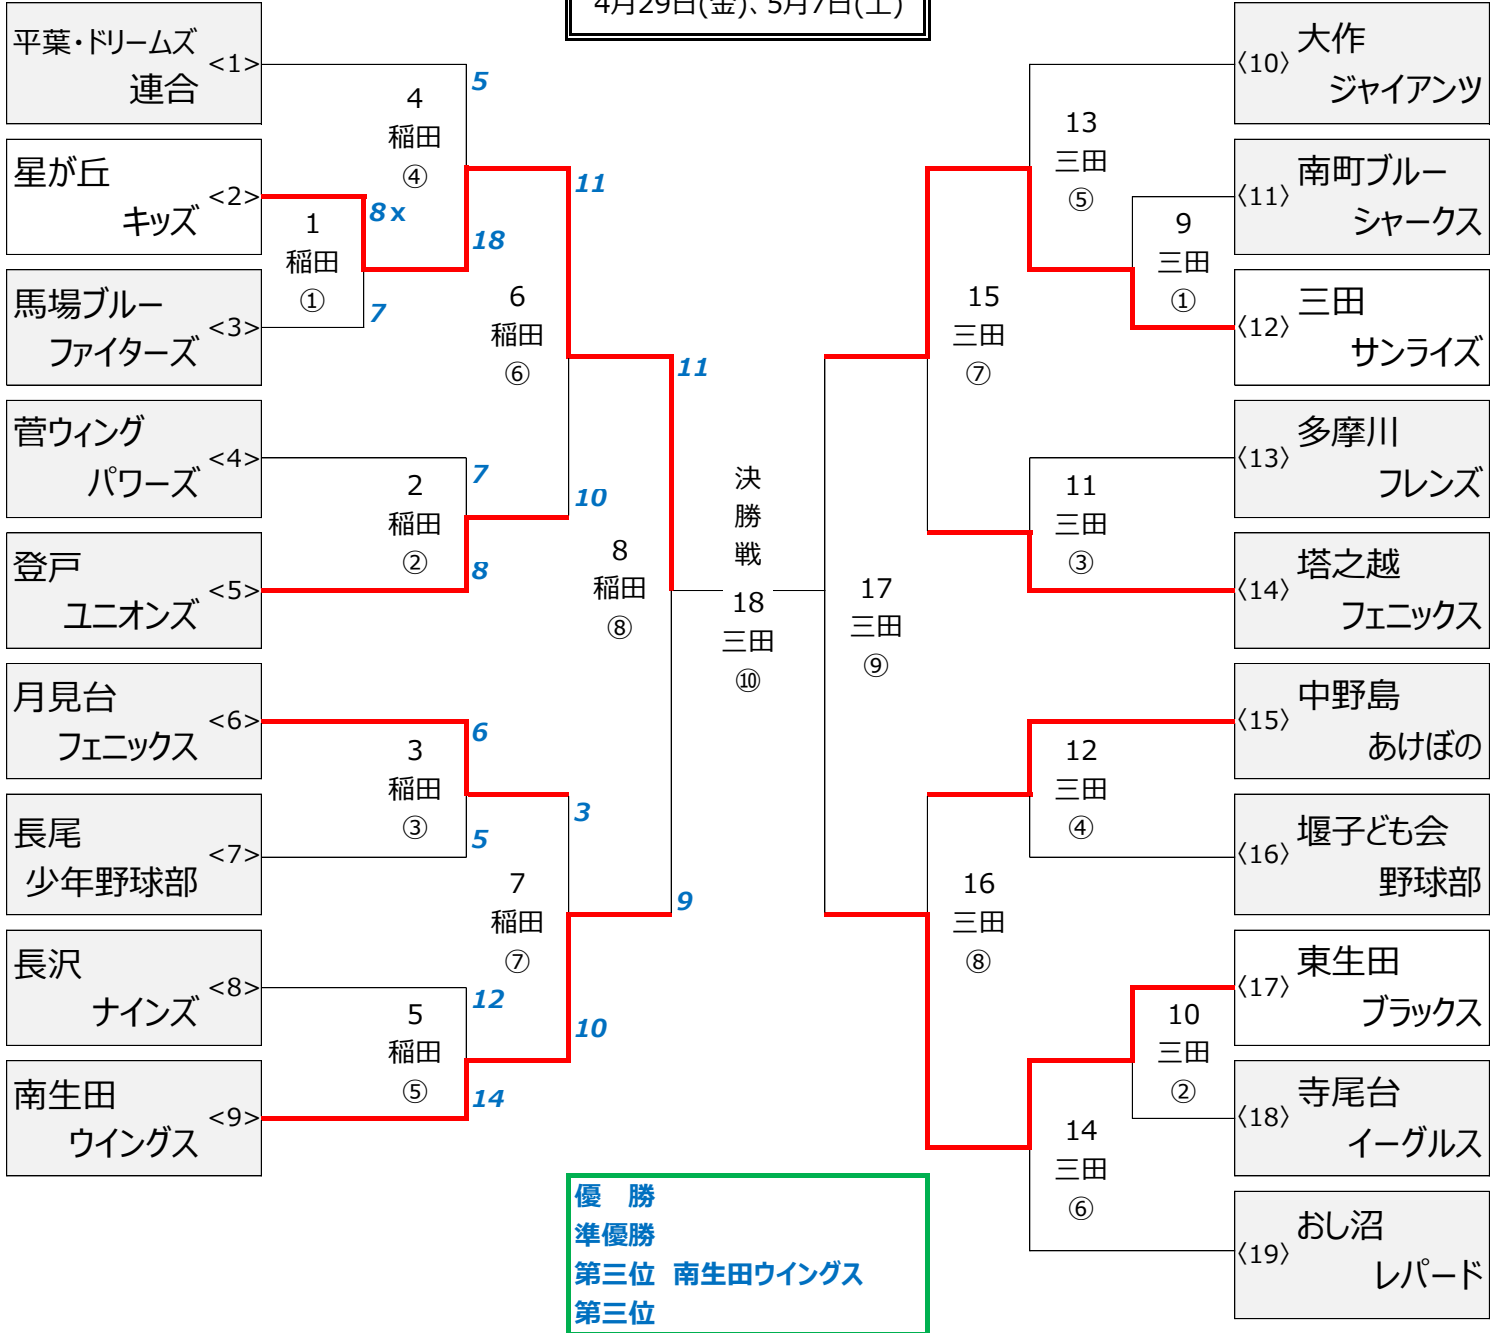 4月29日(金)、5月7日(土)
平葉・ドリームズ
連合
<1>
星が丘
キッズ
<2>
馬場ブルー
ファイターズ
<3>
菅ウィング
パワーズ
<4>
登戸
ユニオンズ
<5>
月見台
フェニックス
<6>
長尾
少年野球部
<7>
長沢
ナインズ
<8>
南生田
ウイングス
<9>
1
稲田
①
8x
7
4
稲田
④
5
18
2
稲田
②
7
8
3
稲田
③
6
5
5
稲田
⑤
12
14
6
稲田
⑥
11
10
7
稲田
⑦
3
10
8
稲田
⑧
11
9
決
勝
戦
18
三田
⑩
17
三田
⑨
15
三田
⑦
16
三田
⑧
13
三田
⑤
9
三田
①
11
三田
③
12
三田
④
10
三田
②
14
三田
⑥
〈10〉
大作
ジャイアンツ
〈11〉
南町ブルー
シャークス
〈12〉
三田
サンライズ
〈13〉
多摩川
フレンズ
〈14〉
塔之越
フェニックス
〈15〉
中野島
あけぼの
〈16〉
堰子ども会
野球部
〈17〉
東生田
ブラックス
〈18〉
寺尾台
イーグルス
〈19〉
おし沼
レパード
優　勝
準優勝
第三位 南生田ウイングス
第三位